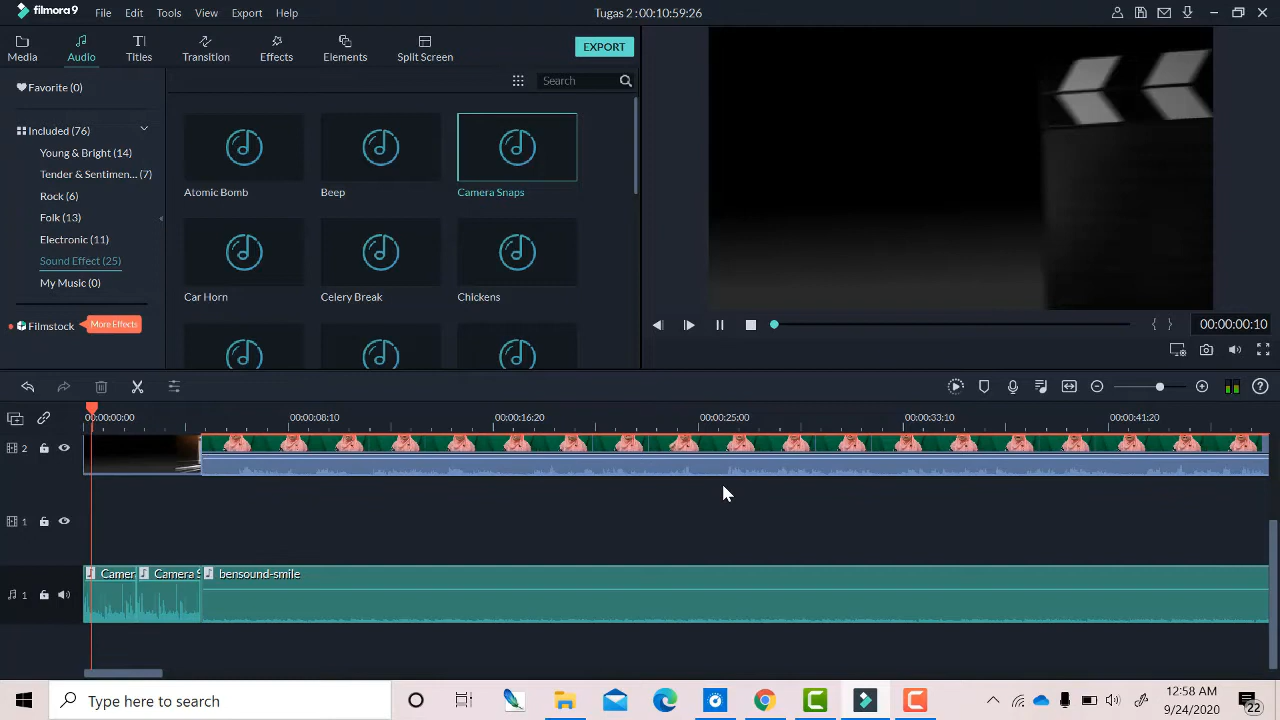 filmora 9 File Edit Tools View Export Help Tugas 2 : 00:10:59:26
Media Audio Titles Transition Effects Elements Split Screen EXPORT
Favorite (0) Search
Included (76)
Young & Bright (14)
Tender & Sentimen... (7)
Rock (6)
Folk (13)
Electronic (11)
Sound Effect (25)
My Music (0)
Filmstock More Effects
Atomic Bomb Beep Camera Snaps
Car Horn Celery Break Chickens
00:00:00:10
00:00:00:00 00:00:08:10 00:00:16:20 00:00:25:00 00:00:33:10 00:00:41:20
2
1
Camer Camera S bensound-smile
1
Type here to search
12:58 AM
9/24/2020
22